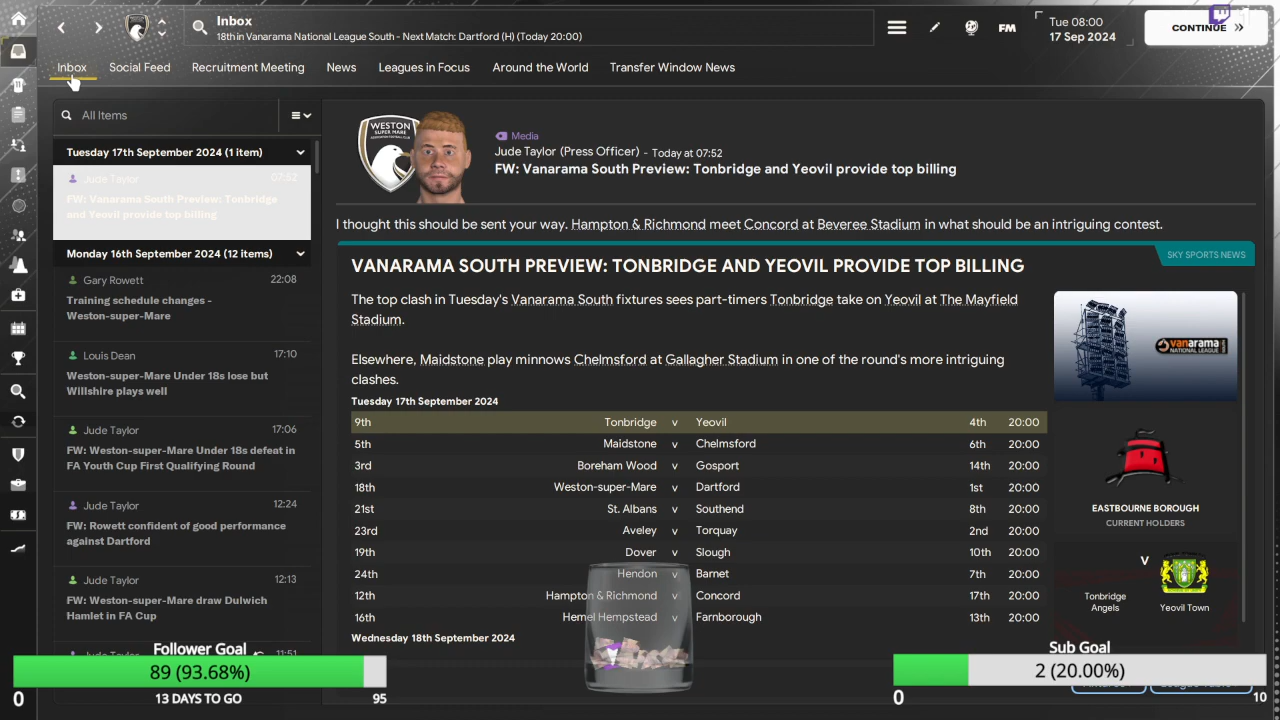 Inbox
18th in Vanarama National League South - Next Match: Dartford (H) (Today 20:00)
FM
Tue 08:00
17 Sep 2024
CONTINUE
Inbox
Social Feed
Recruitment Meeting
News
Leagues in Focus
Around the World
Transfer Window News
All Items
Tuesday 17th September 2024 (1 item)
Jude Taylor 07:52
FW: Vanarama South Preview: Tonbridge
and Yeovil provide top billing
Monday 16th September 2024 (12 items)
Gary Rowett 22:08
Training schedule changes -
Weston-super-Mare
Louis Dean 17:10
Weston-super-Mare Under 18s lose but
Willshire plays well
Jude Taylor 17:06
FW: Weston-super-Mare Under 18s defeat in
FA Youth Cup First Qualifying Round
Jude Taylor 12:24
FW: Rowett confident of good performance
against Dartford
Jude Taylor 12:13
FW: Weston-super-Mare draw Dulwich
Hamlet in FA Cup
11:51
WESTON
SUPER MARE
Media
Jude Taylor (Press Officer) - Today at 07:52
FW: Vanarama South Preview: Tonbridge and Yeovil provide top billing
I thought this should be sent your way. Hampton & Richmond meet Concord at Beveree Stadium in what should be an intriguing contest.
SKY SPORTS NEWS
VANARAMA SOUTH PREVIEW: TONBRIDGE AND YEOVIL PROVIDE TOP BILLING
The top clash in Tuesday's Vanarama South fixtures sees part-timers Tonbridge take on Yeovil at The Mayfield
Stadium.
Elsewhere, Maidstone play minnows Chelmsford at Gallagher Stadium in one of the round's more intriguing
clashes.
Tuesday 17th September 2024
9th Tonbridge v Yeovil 4th 20:00
5th Maidstone v Chelmsford 6th 20:00
3rd Boreham Wood v Gosport 14th 20:00
18th Weston-super-Mare v Dartford 1st 20:00
21st St. Albans v Southend 8th 20:00
23rd Aveley v Torquay 2nd 20:00
19th Dover v Slough 10th 20:00
24th Hendon v Barnet 7th 20:00
12th Hampton & Richmond v Concord 17th 20:00
16th Hemel Hempstead v Farnborough 13th 20:00
Wednesday 18th September 2024
vanarama
NATIONAL LEAGUE
EASTBOURNE BOROUGH
CURRENT HOLDERS
V
Tonbridge
Angels
Yeovil Town
Follower Goal
89 (93.68%)
0
13 DAYS TO GO
95
Sub Goal
2 (20.00%)
0
10